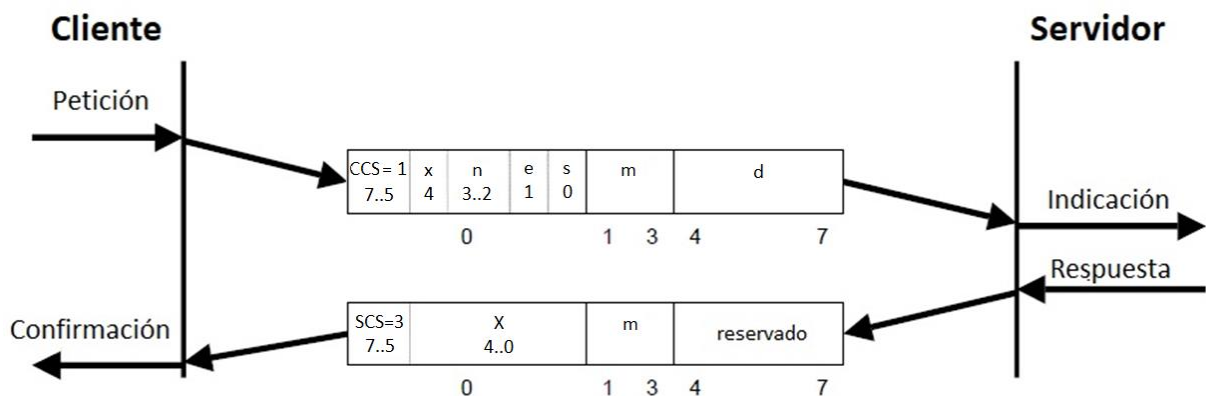 Cliente
Servidor
Petición
CCS= 1 x n e s m d
7..5 4 3..2 1 0
Indicación
0 1 3 4 7
Respuesta
SCS=3 X m reservado
7..5 4..0
Confirmación
0 1 3 4 7